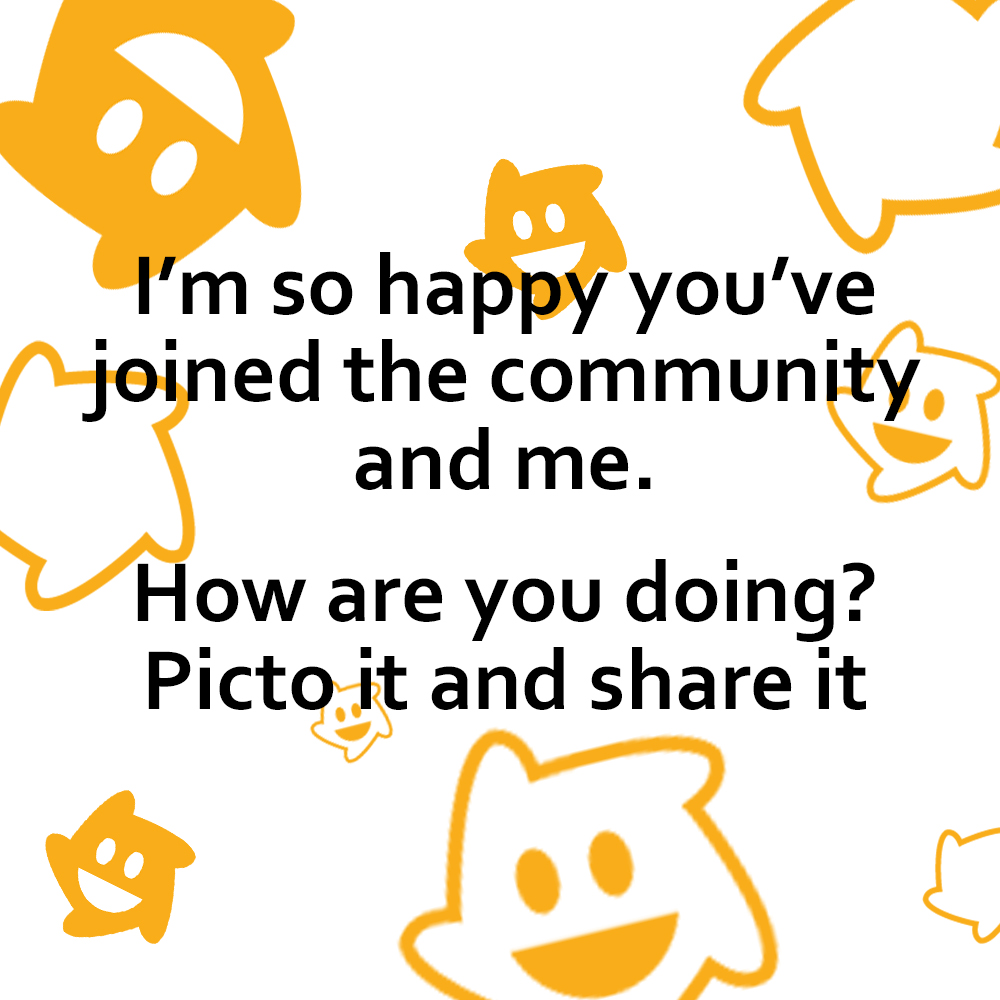 I’m so happy you’ve
joined the community
and me.
How are you doing?
Picto it and share it